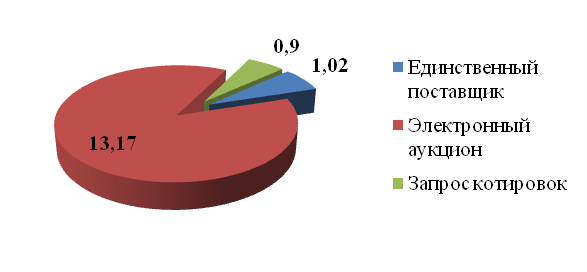 0,9
1,02
13,17
Единственный
поставщик
Электронный
аукцион
Запрос котировок